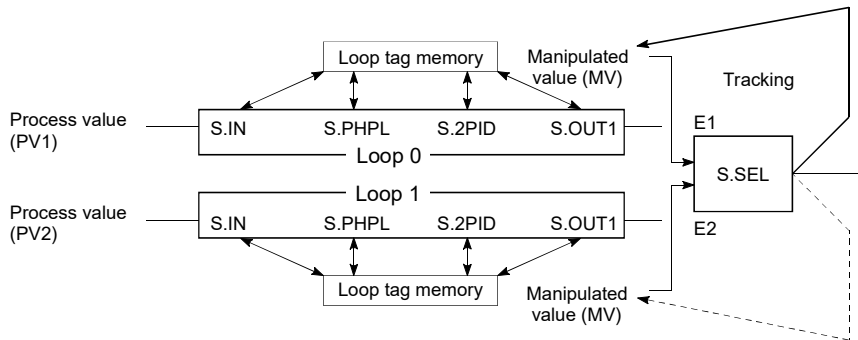 Loop tag memory
Manipulated
value (MV)
Tracking
Process value
(PV1)
S.IN S.PHPL S.2PID S.OUT1
Loop 0
E1
S.SEL
E2
Loop 1
Process value
(PV2)
S.IN S.PHPL S.2PID S.OUT1
Loop tag memory
Manipulated
value (MV)